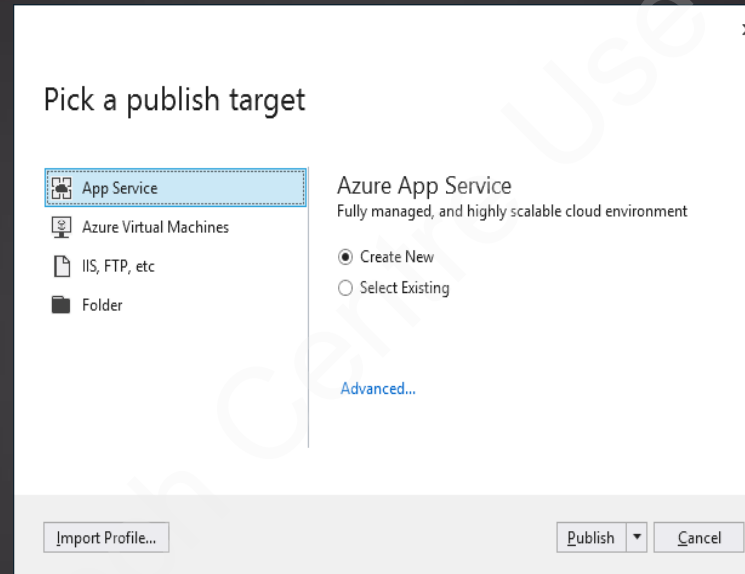 Pick a publish target
App Service
Azure Virtual Machines
IIS, FTP, etc
Folder
Azure App Service
Fully managed, and highly scalable cloud environment
Create New
Select Existing
Advanced...
Import Profile...
Publish
Cancel